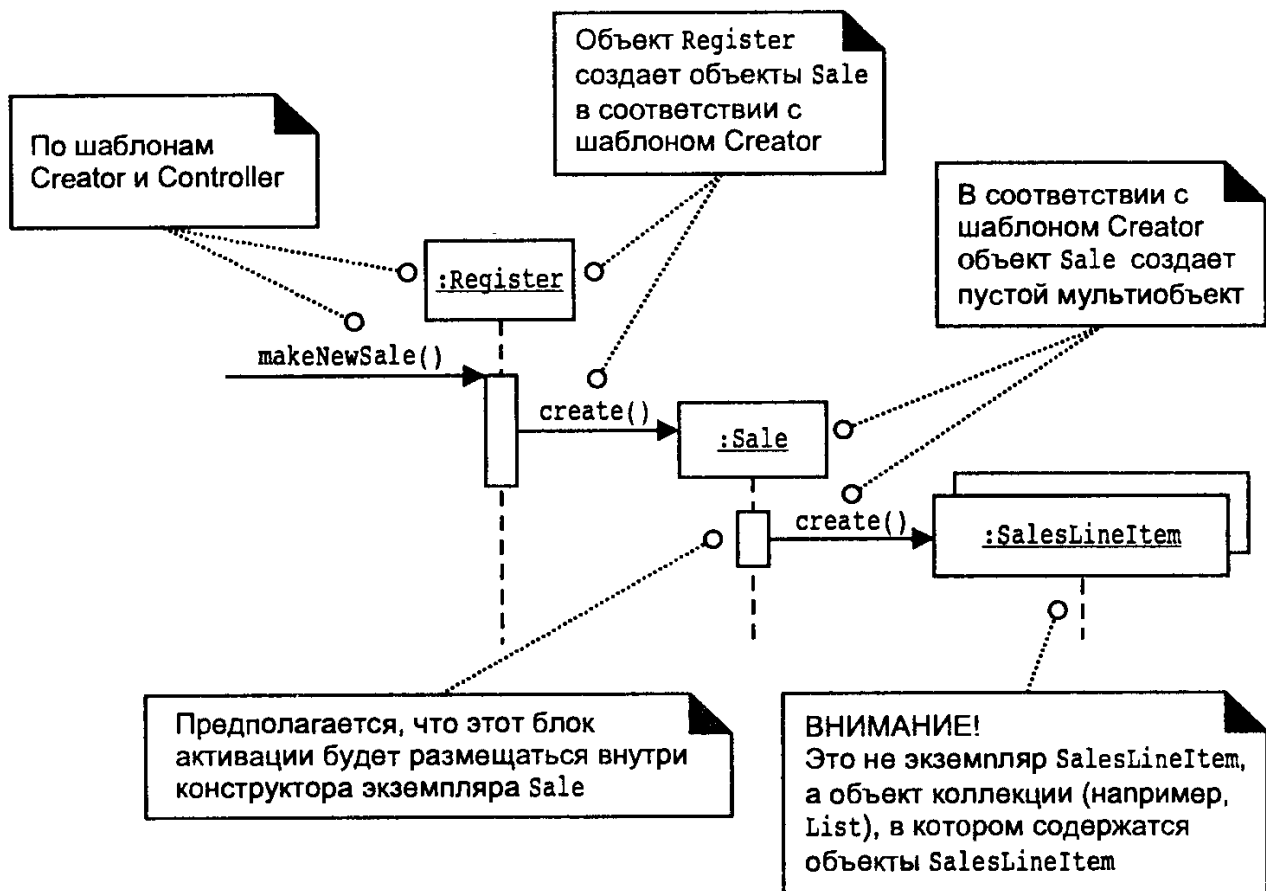 Объект Register
создает объекты Sale
в соответствии с
шаблоном Creator
По шаблонам
Creator и Controller
В соответствии с
шаблоном Creator
объект Sale создает
пустой мультиобъект
:Register
makeNewSale()
create()
:Sale
create()
:SalesLineItem
Предполагается, что этот блок
активации будет размещаться внутри
конструктора экземпляра Sale
ВНИМАНИЕ!
Это не экземпляр SalesLineItem,
а объект коллекции (например,
List), в котором содержатся
объекты SalesLineItem